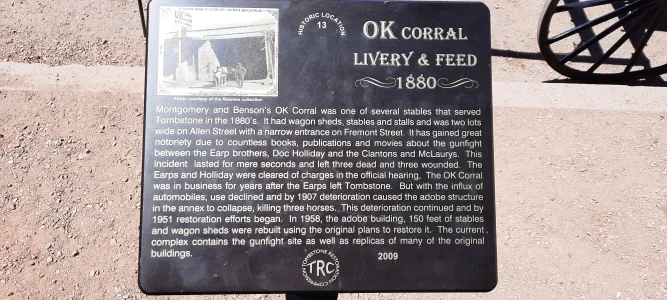 TOMBSTONE, ARIZONA
HISTORIC LOCATION
13
OK CORRAL
LIVERY & FEED
1880
Photo courtesy of the Rosnies collection
Montgomery and Benson's OK Corral was one of several stables that served
Tombstone in the 1880's. It had wagon sheds, stables and stalls and was two lots
wide on Allen Street with a narrow entrance on Fremont Street. It has gained great
notoriety due to countless books, publications and movies about the gunfight
between the Earp brothers, Doc Holliday and the Clantons and McLaurys. This
incident lasted for mere seconds and left three dead and three wounded. The
Earps and Holliday were cleared of charges in the official hearing. The OK Corral
was in business for years after the Earps left Tombstone. But with the influx of
automobiles, use declined and by 1907 deterioration caused the adobe structure
in the annex to collapse, killing three horses. This deterioration continued and by
1951 restoration efforts began. In 1958, the adobe building, 150 feet of stables
and wagon sheds were rebuilt using the original plans to restore it. The current
complex contains the gunfight site as well as replicas of many of the original
buildings.
2009
TOMBSTONE RESTORATION COMMISSION
TRC